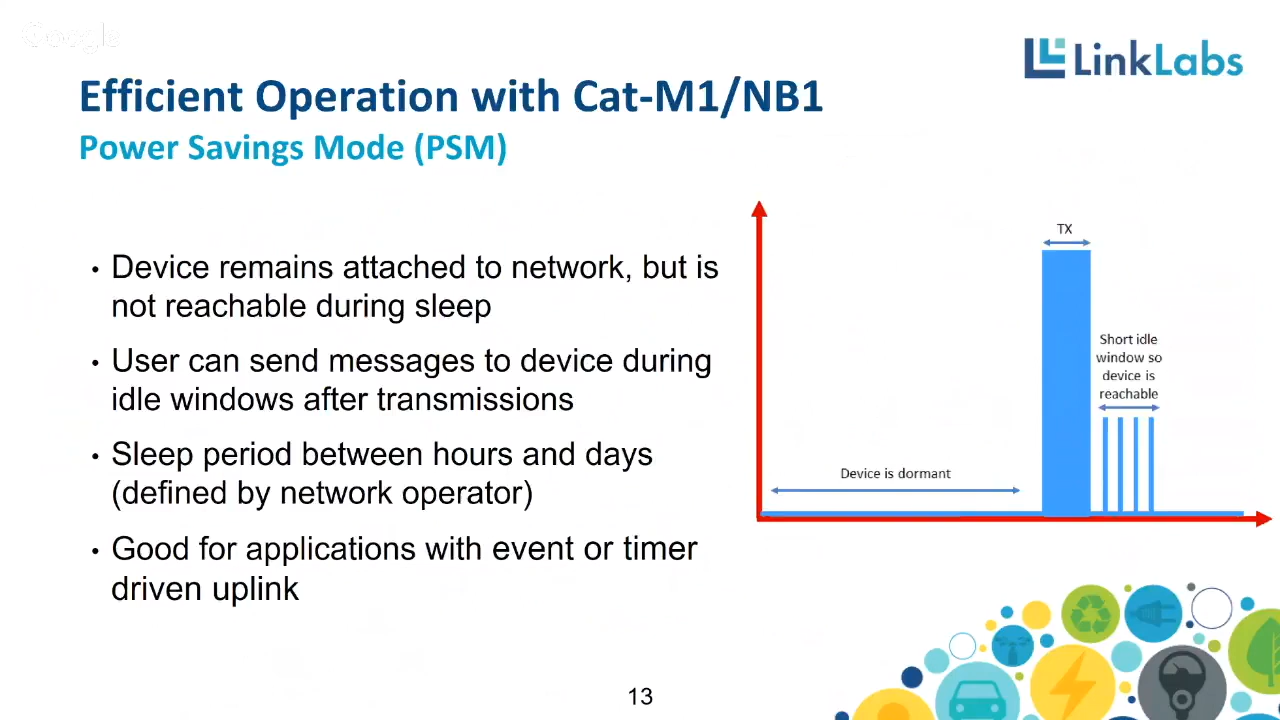 Google
LinkLabs
Efficient Operation with Cat-M1/NB1
Power Savings Mode (PSM)
• Device remains attached to network, but is
not reachable during sleep
• User can send messages to device during
idle windows after transmissions
• Sleep period between hours and days
(defined by network operator)
• Good for applications with event or timer
driven uplink
TX
Short idle
window so
device is
reachable
Device is dormant
13